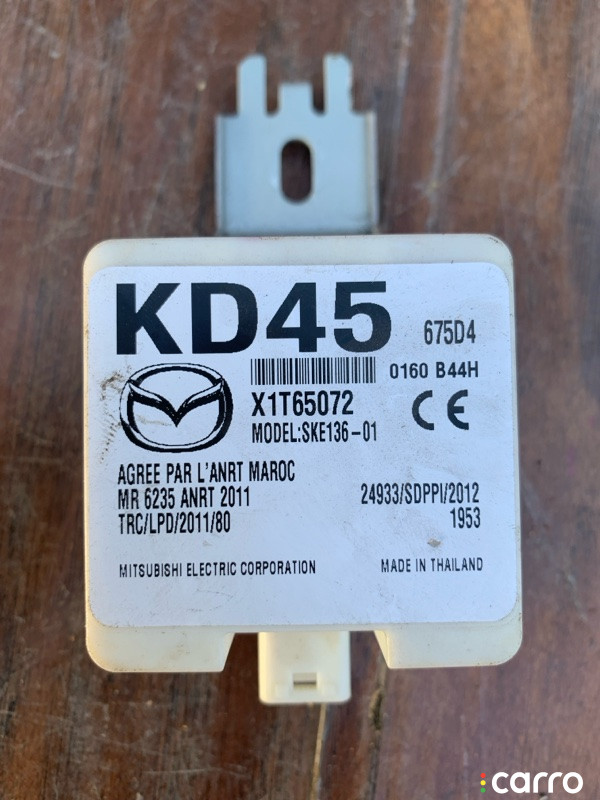 KD45 675D4
0160 B44H
X1T65072
MODEL:SKE136-01
CE
AGREE PAR L'ANRT MAROC
MR 6235 ANRT 2011 24933/SDPPI/2012
TRC/LPD/2011/80 1953
MITSUBISHI ELECTRIC CORPORATION MADE IN THAILAND
carro